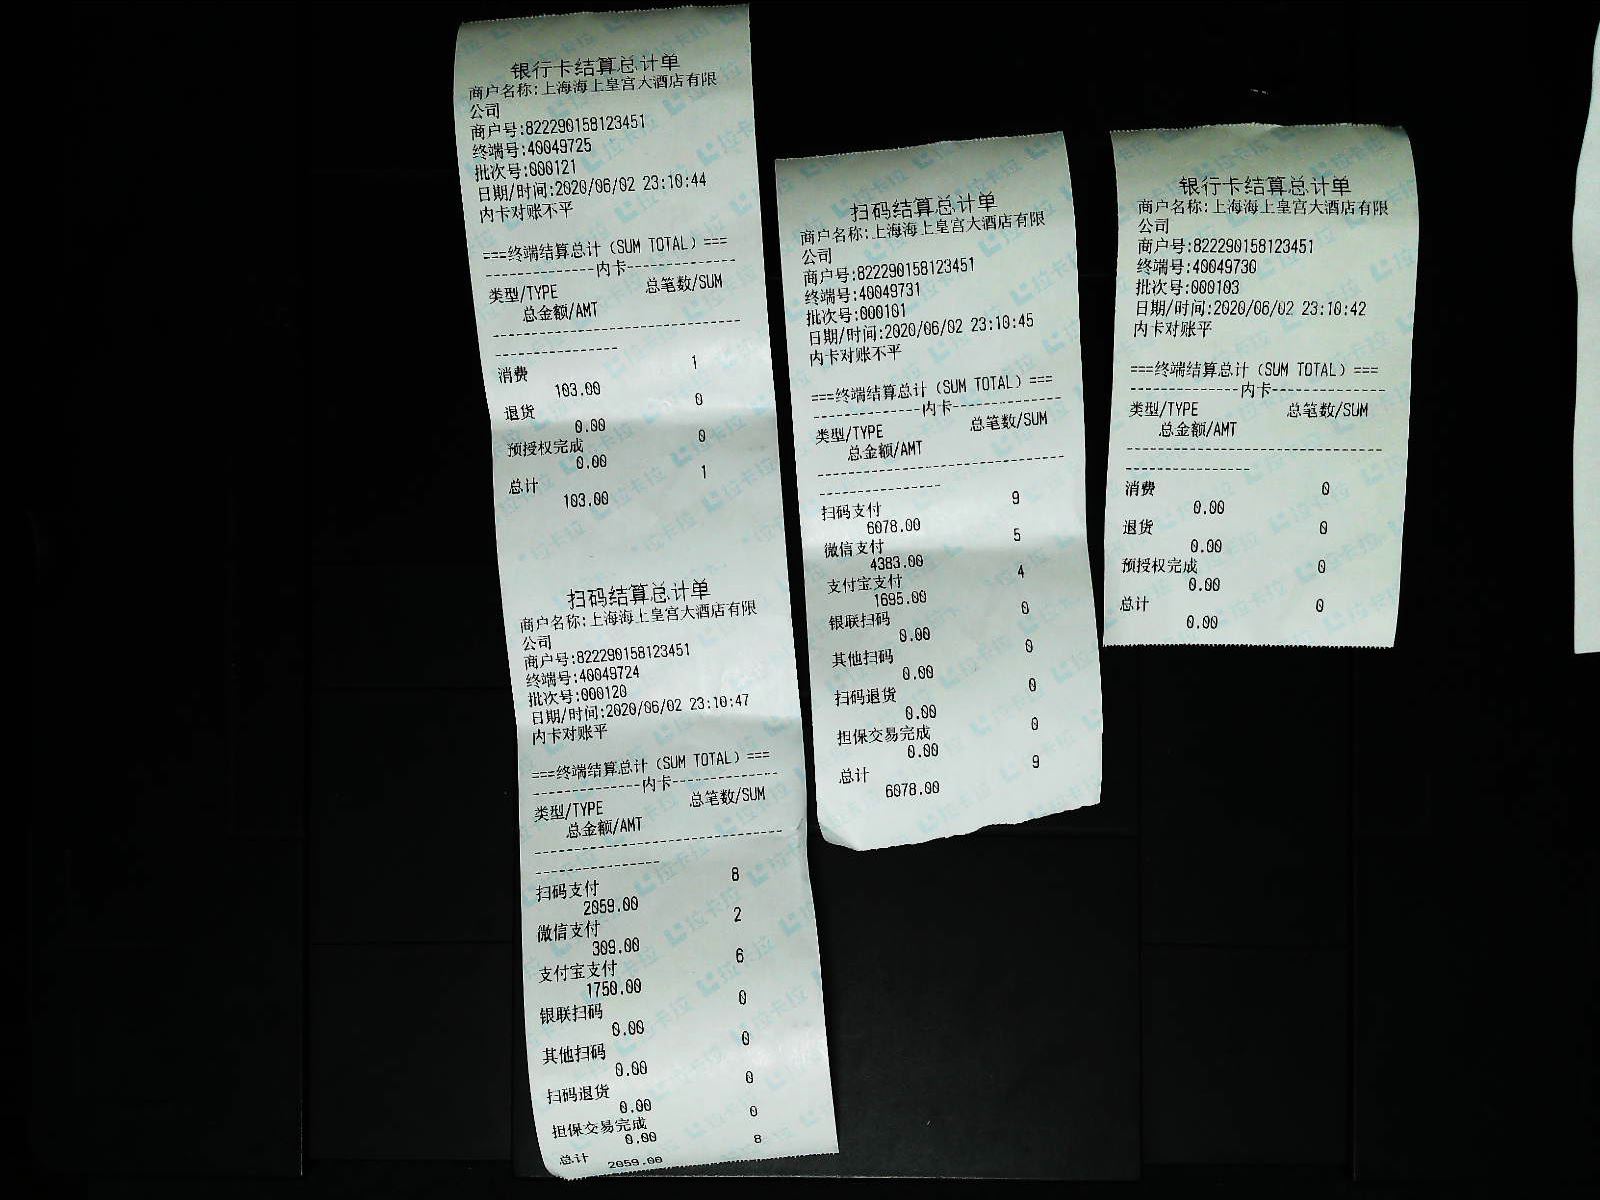 银行卡结算总计单
商户名称:上海海上皇宫大酒店有限
公司
商户号:822290158123451
终端号:40049725
批次号:000121
日期/时间:2020/06/02 23:10:44
内卡对账不平
===终端结算总计(SUM TOTAL)===
---------------内卡---------------
类型/TYPE 总笔数/SUM
总金额/AMT
消费 1
103.00
退货 0
0.00
预授权完成 0
0.00
总计 1
103.00
扫码结算总计单
商户名称:上海海上皇宫大酒店有限
公司
商户号:822290158123451
终端号:40049724
批次号:000120
日期/时间:2020/06/02 23:10:47
内卡对账平
===终端结算总计(SUM TOTAL)===
---------------内卡---------------
类型/TYPE 总笔数/SUM
总金额/AMT
扫码支付 8
2059.00
微信支付 2
309.00
支付宝支付 6
1750.00
银联扫码 0
0.00
其他扫码 0
0.00
扫码退货 0
0.00
担保交易完成 0
0.00
总计 8
2059.00
扫码结算总计单
商户名称:上海海上皇宫大酒店有限
公司
商户号:822290158123451
终端号:40049731
批次号:000101
日期/时间:2020/06/02 23:10:45
内卡对账不平
===终端结算总计(SUM TOTAL)===
---------------内卡---------------
类型/TYPE 总笔数/SUM
总金额/AMT
扫码支付 9
6078.00
微信支付 5
4383.00
支付宝支付 4
1695.00
银联扫码 0
0.00
其他扫码 0
0.00
扫码退货 0
0.00
担保交易完成 0
0.00
总计 9
6078.00
银行卡结算总计单
商户名称:上海海上皇宫大酒店有限
公司
商户号:822290158123451
终端号:40049730
批次号:000103
日期/时间:2020/06/02 23:10:42
内卡对账平
===终端结算总计(SUM TOTAL)===
---------------内卡---------------
类型/TYPE 总笔数/SUM
总金额/AMT
消费 0
0.00
退货 0
0.00
预授权完成 0
0.00
总计 0
0.00